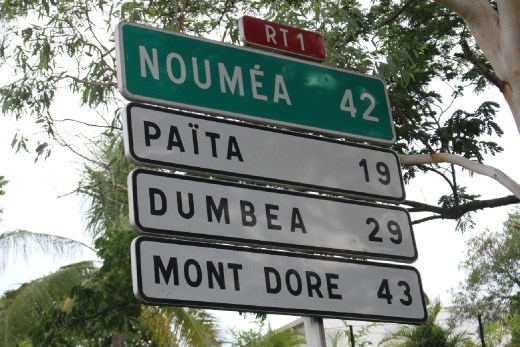 RT1
NOUMÉA 42
PAÏTA 19
DUMBEA 29
MONT DORE 43